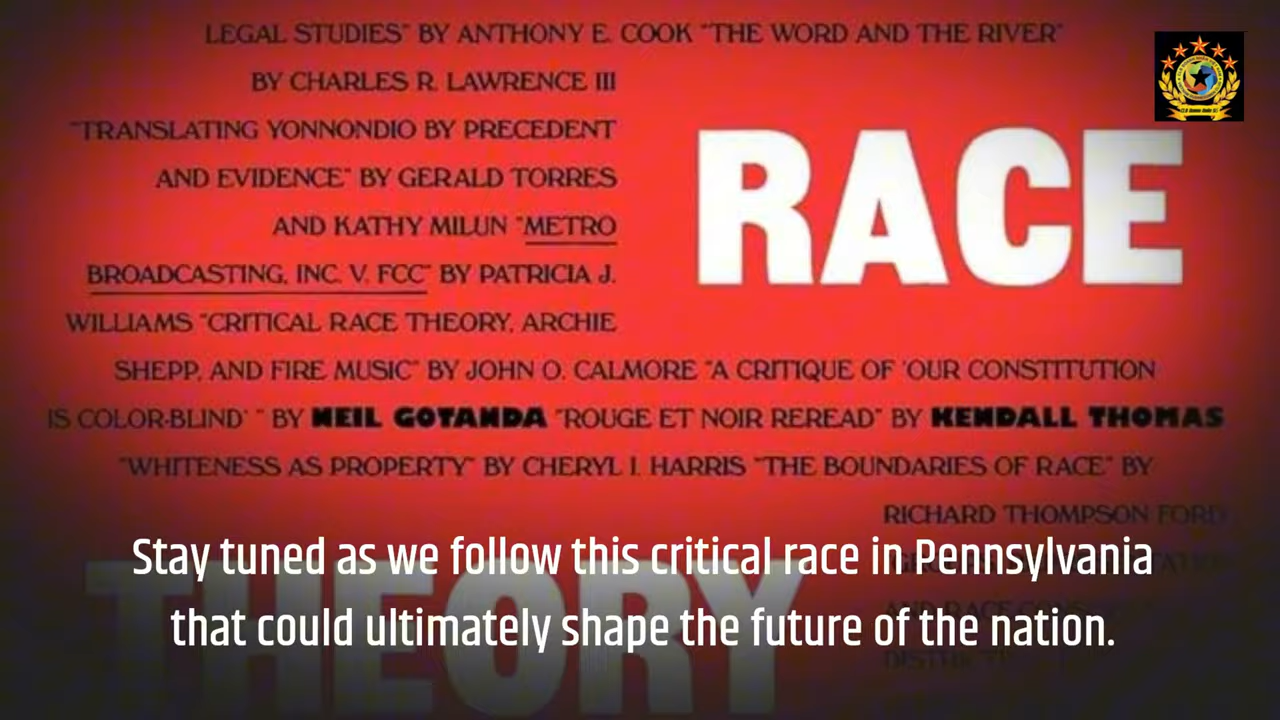 LEGAL STUDIES" BY ANTHONY E. COOK "THE WORD AND THE RIVER"
BY CHARLES R. LAWRENCE III
"TRANSLATING YONNONDIO BY PRECEDENT
AND EVIDENCE" BY GERALD TORRES
AND KATHY MILUN "METRO
BROADCASTING, INC. V. FCC" BY PATRICIA J.
WILLIAMS "CRITICAL RACE THEORY, ARCHIE
SHEPP, AND FIRE MUSIC" BY JOHN O. CALMORE "A CRITIQUE OF 'OUR CONSTITUTION
IS COLOR-BLIND' " BY NEIL GOTANDA "ROUGE ET NOIR REREAD" BY KENDALL THOMAS
"WHITENESS AS PROPERTY" BY CHERYL I. HARRIS "THE BOUNDARIES OF RACE" BY
RICHARD THOMPSON FORD
RACE
THEORY
Stay tuned as we follow this critical race in Pennsylvania
that could ultimately shape the future of the nation.